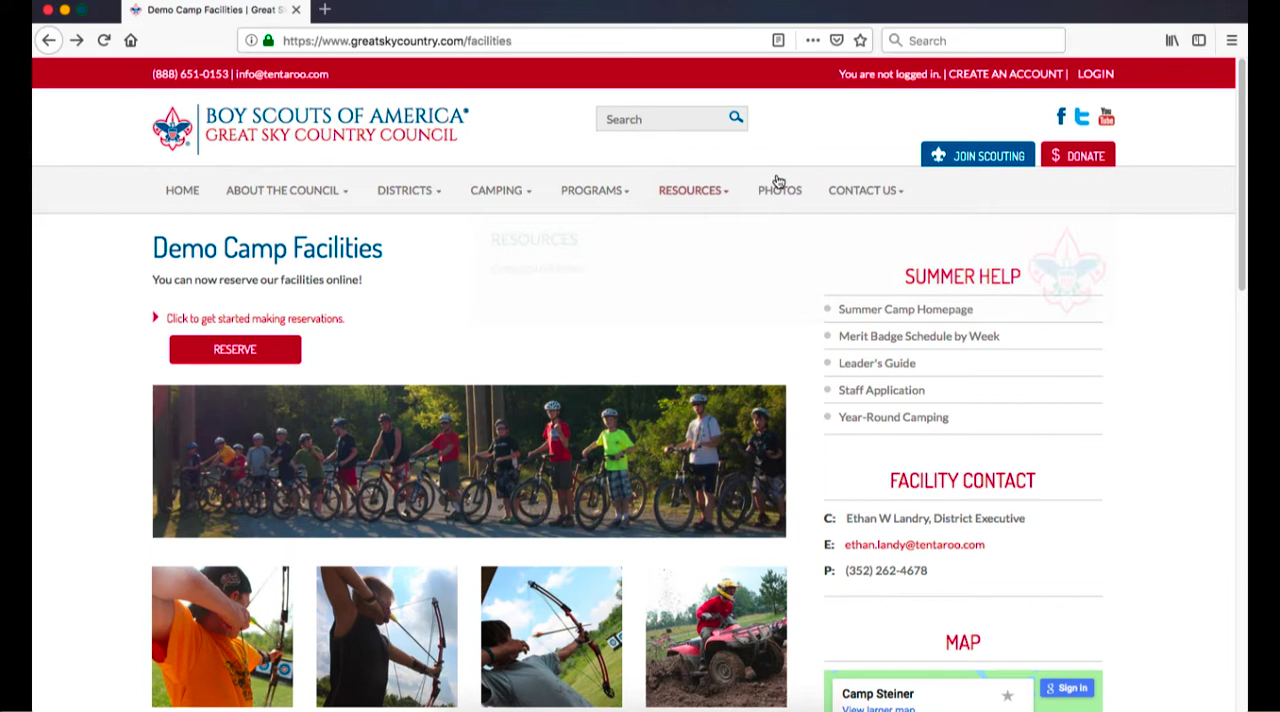 Demo Camp Facilities | Great S
https://www.greatskycountry.com/facilities
Search
(888) 651-0153 | info@tentaroo.com
You are not logged in. | CREATE AN ACCOUNT | LOGIN
BOY SCOUTS OF AMERICA®
GREAT SKY COUNTRY COUNCIL
Search
You Tube
JOIN SCOUTING
$ DONATE
HOME ABOUT THE COUNCIL DISTRICTS CAMPING PROGRAMS RESOURCES PHOTOS CONTACT US
Demo Camp Facilities
You can now reserve our facilities online!
Click to get started making reservations.
RESERVE
RESOURCES
SUMMER HELP
Summer Camp Homepage
Merit Badge Schedule by Week
Leader's Guide
Staff Application
Year-Round Camping
FACILITY CONTACT
C: Ethan W Landry, District Executive
E: ethan.landy@tentaroo.com
P: (352) 262-4678
MAP
Camp Steiner
View larger map
Sign in